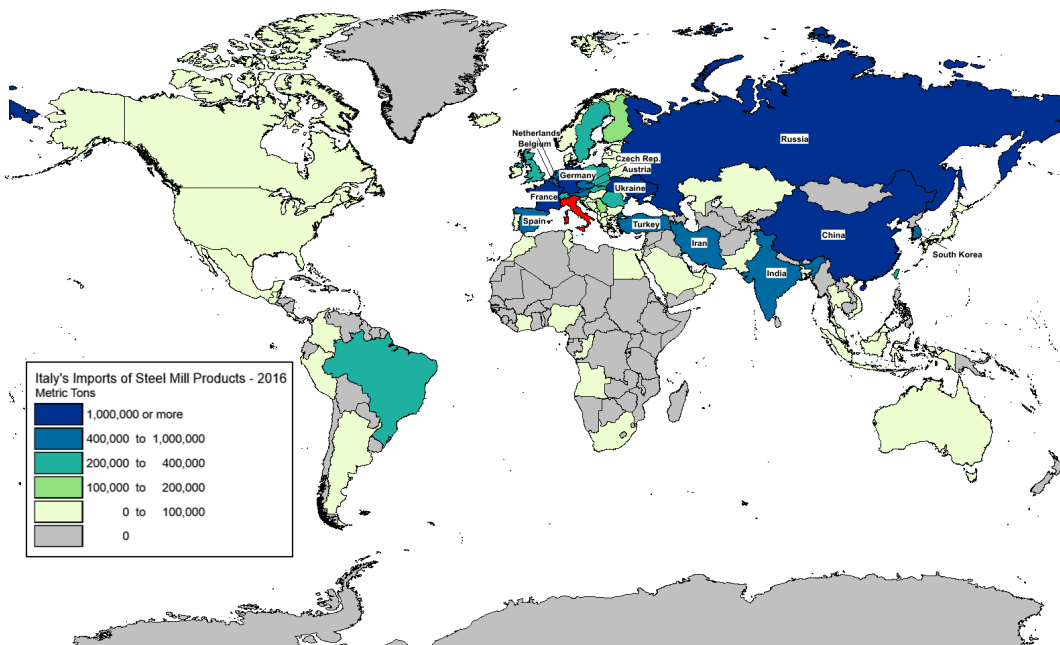 Netherlands
Belgium
Germany
Czech Rep.
Austria
Ukraine
France
Spain
Turkey
Russia
China
Iran
India
South Korea
Italy's Imports of Steel Mill Products - 2016
Metric Tons
1,000,000 or more
400,000 to 1,000,000
200,000 to 400,000
100,000 to 200,000
0 to 100,000
0